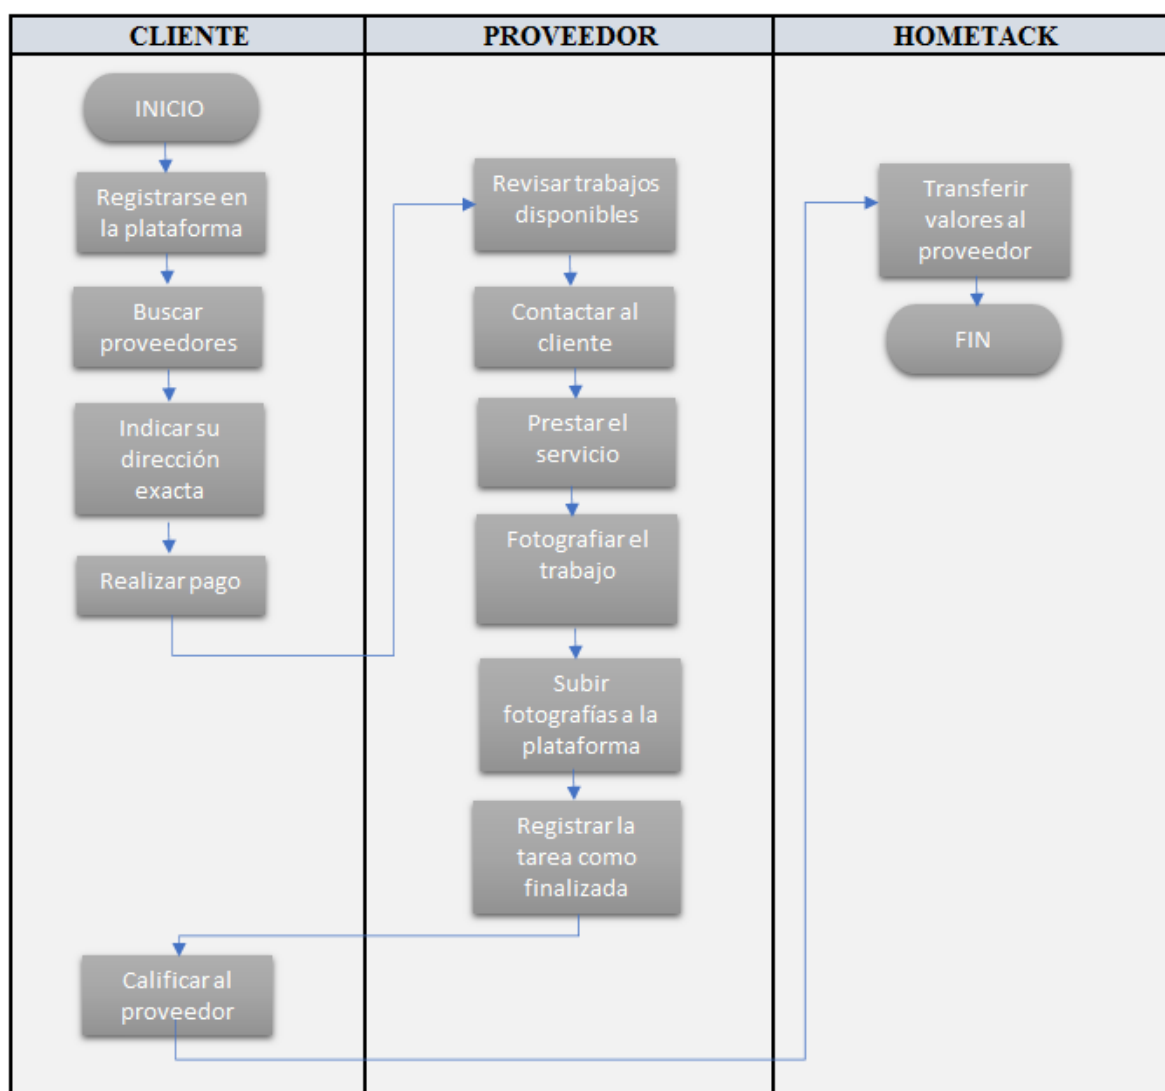 CLIENTE
PROVEEDOR
HOMETACK
INICIO
Registrarse en
la plataforma
Buscar
proveedores
Indicar su
dirección
exacta
Realizar pago
Revisar trabajos
disponibles
Contactar al
cliente
Prestar el
servicio
Fotografiar el
trabajo
Subir
fotografías a la
plataforma
Registrar la
tarea como
finalizada
Calificar al
proveedor
Transferir
valores al
proveedor
FIN